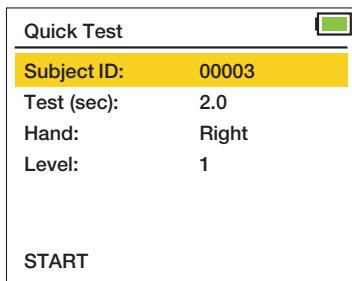 Quick Test
Subject ID: 00003
Test (sec): 2.0
Hand: Right
Level: 1
START